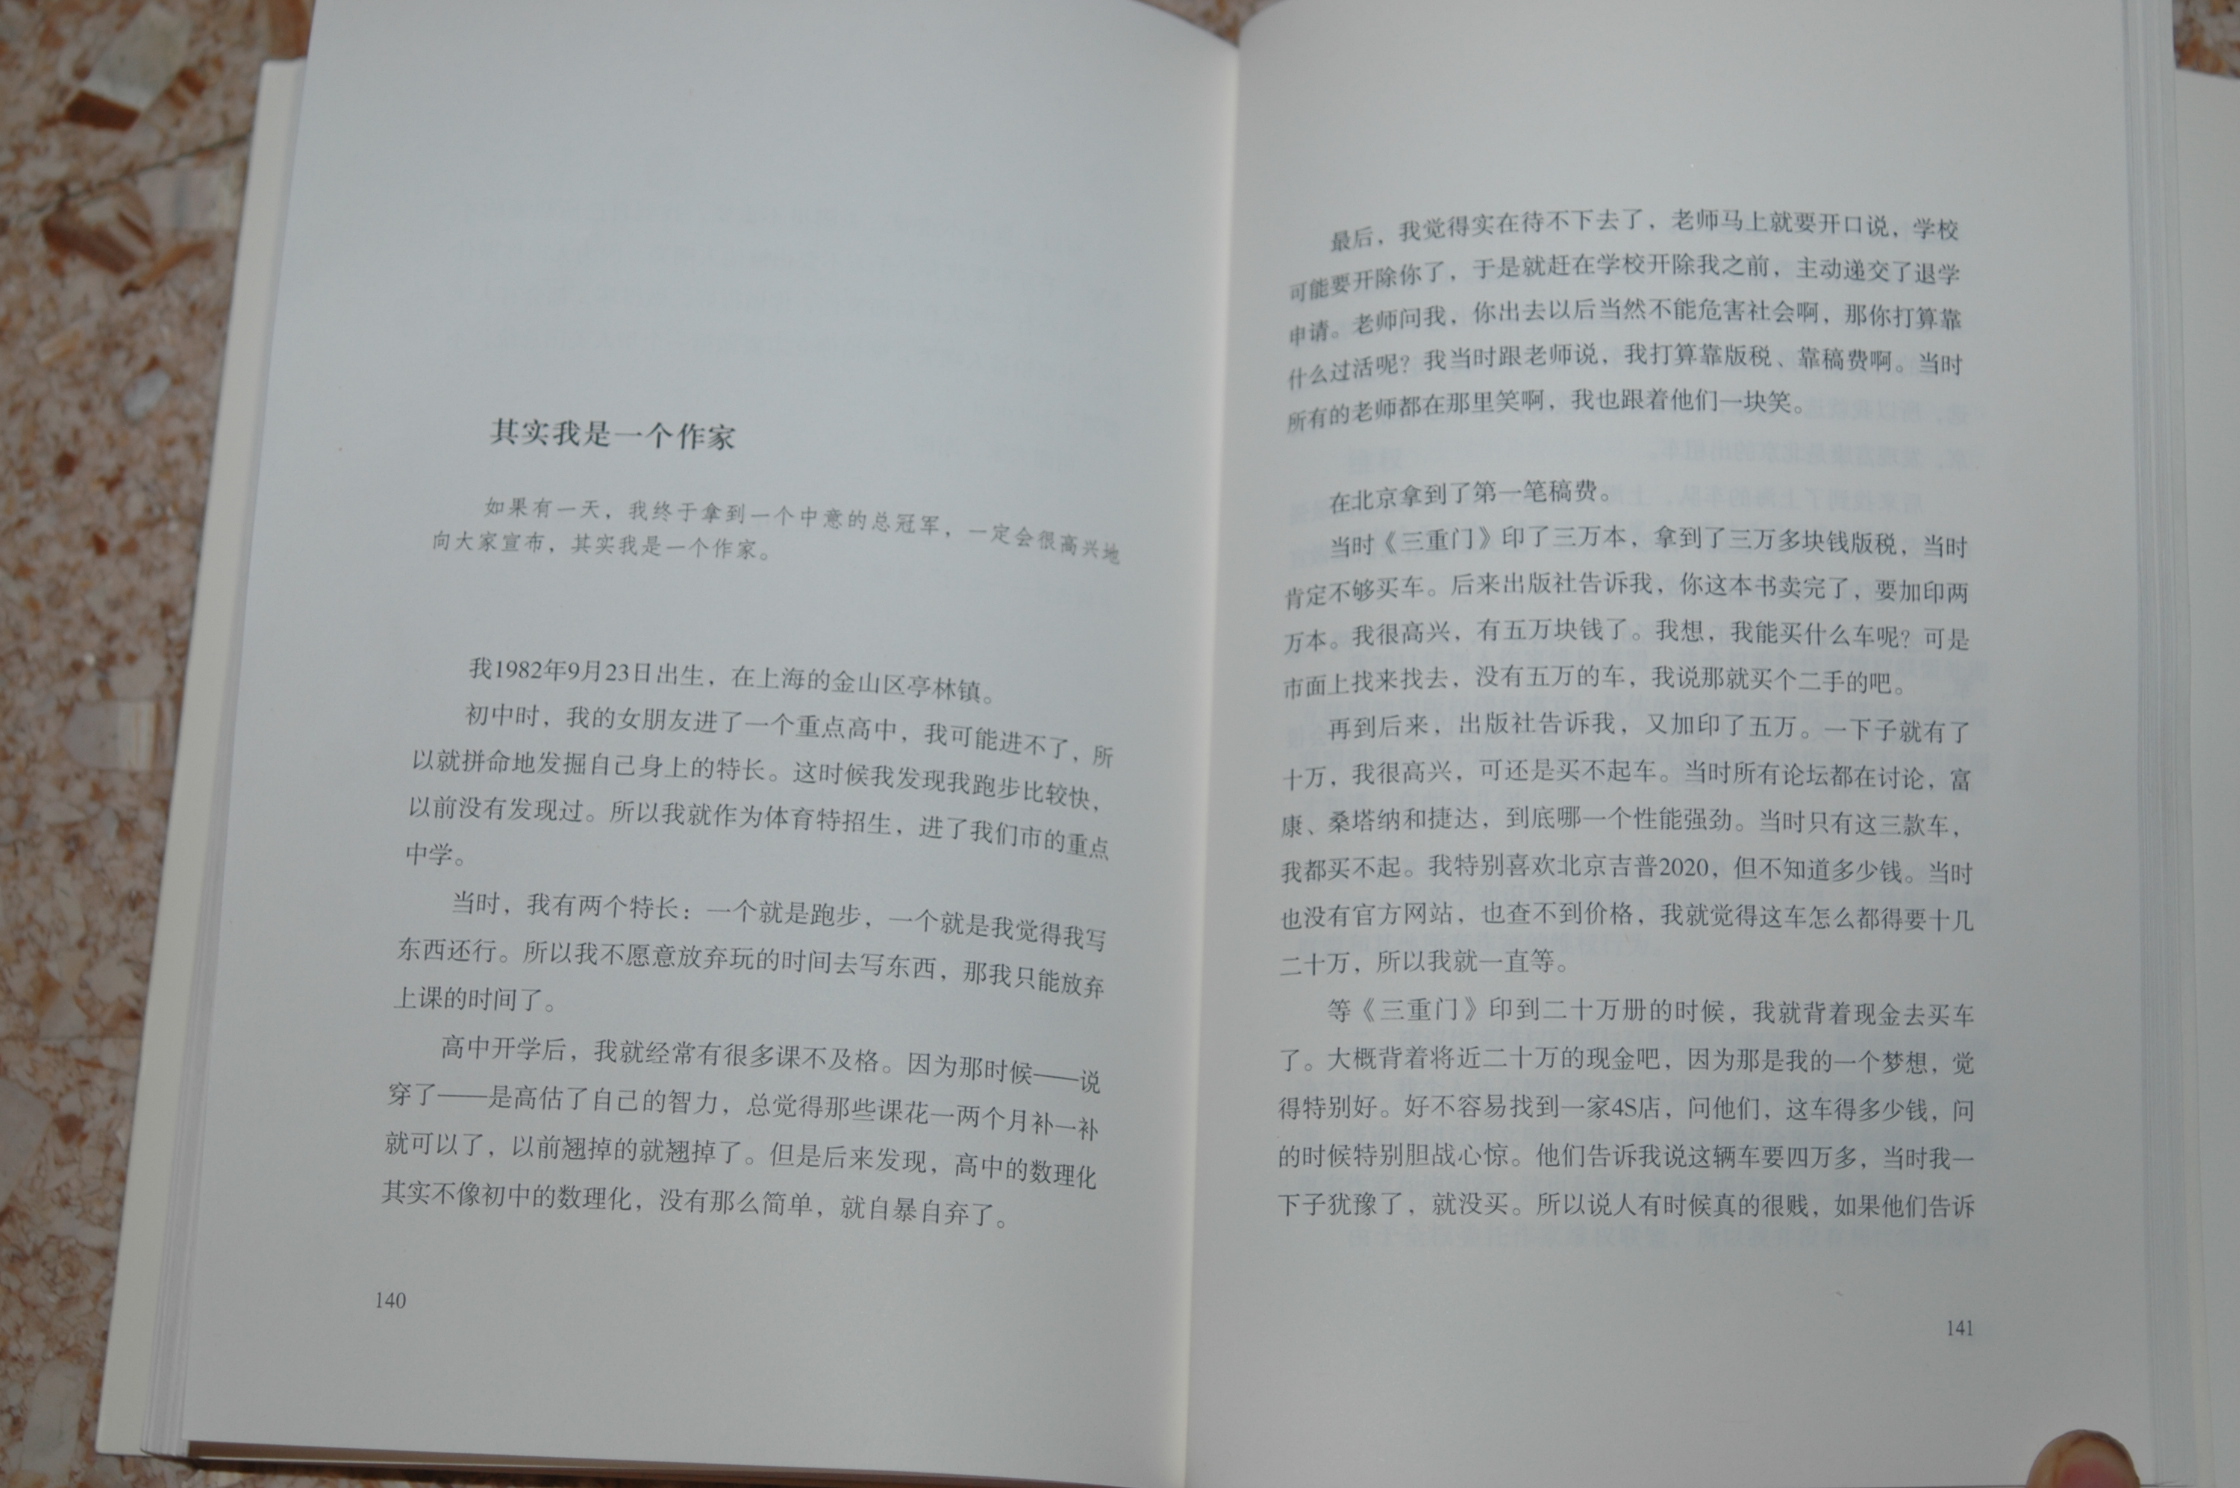 其实我是一个作家
如果有一天，我终于拿到一个中意的总冠军，一定会很高兴地
向大家宣布，其实我是一个作家。
我1982年9月23日出生，在上海的金山区亭林镇。
初中时，我的女朋友进了一个重点高中，我可能进不了，所
以就拼命地发掘自己身上的特长。这时候我发现我跑步比较快，
以前没有发现过。所以我就作为体育特招生，进了我们市的重点
中学。
当时，我有两个特长：一个就是跑步，一个就是我觉得我写
东西还行。所以我不愿意放弃玩的时间去写东西，那我只能放弃
上课的时间了。
高中开学后，我就经常有很多课不及格。因为那时候——说
穿了——是高估了自己的智力，总觉得那些课花一两个月补一补
就可以了，以前翘掉的就翘掉了。但是后来发现，高中的数理化
其实不像初中的数理化，没有那么简单，就自暴自弃了。
140
最后，我觉得实在待不下去了，老师马上就要开口说，学校
可能要开除你了，于是就赶在学校开除我之前，主动递交了退学
申请。老师问我，你出去以后当然不能危害社会啊，那你打算靠
什么过活呢？我当时跟老师说，我打算靠版税、靠稿费啊。当时
所有的老师都在那里笑啊，我也跟着他们一块笑。
在北京拿到了第一笔稿费。
当时《三重门》印了三万本，拿到了三万多块钱版税，当时
肯定不够买车。后来出版社告诉我，你这本书卖完了，要加印两
万本。我很高兴，有五万块钱了。我想，我能买什么车呢？可是
市面上找来找去，没有五万的车，我说那就买个二手的吧。
再到后来，出版社告诉我，又加印了五万。一下子就有了
十万，我很高兴，可还是买不起车。当时所有论坛都在讨论，富
康、桑塔纳和捷达，到底哪一个性能强劲。当时只有这三款车，
我都买不起。我特别喜欢北京吉普2020，但不知道多少钱。当时
也没有官方网站，也查不到价格，我就觉得这车怎么都得要十几
二十万，所以我就一直等。
等《三重门》印到二十万册的时候，我就背着现金去买车
了。大概背着将近二十万的现金吧，因为那是我的一个梦想，觉
得特别好。好不容易找到一家4S店，问他们，这车得多少钱，问
的时候特别胆战心惊。他们告诉我说这辆车要四万多，当时我一
下子犹豫了，就没买。所以说人有时候真的很贱，如果他们告诉
141